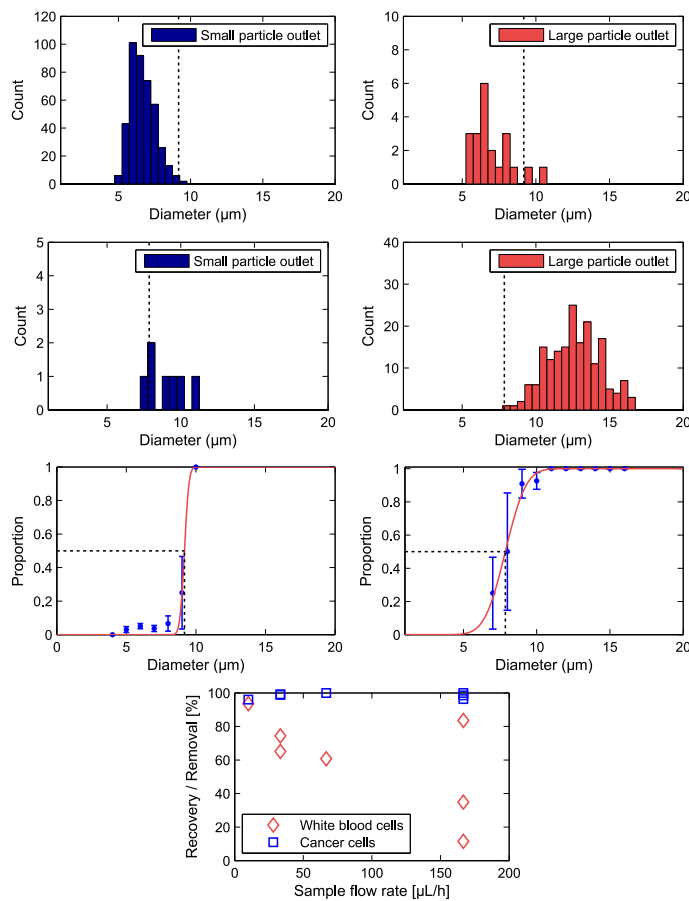 120
100
80
60
40
20
0
Count
5 10 15 20
Diameter (µm)
Small particle outlet
10
8
6
4
2
0
Count
5 10 15 20
Diameter (µm)
Large particle outlet
5
4
3
2
1
0
Count
5 10 15 20
Diameter (µm)
Small particle outlet
40
30
20
10
0
Count
5 10 15 20
Diameter (µm)
Large particle outlet
1
0.8
0.6
0.4
0.2
0
Proportion
0 5 10 15 20
Diameter (µm)
1
0.8
0.6
0.4
0.2
0
Proportion
5 10 15 20
Diameter (µm)
100
80
60
40
20
0
Recovery / Removal [%]
White blood cells
Cancer cells
0 50 100 150 200
Sample flow rate [µL/h]